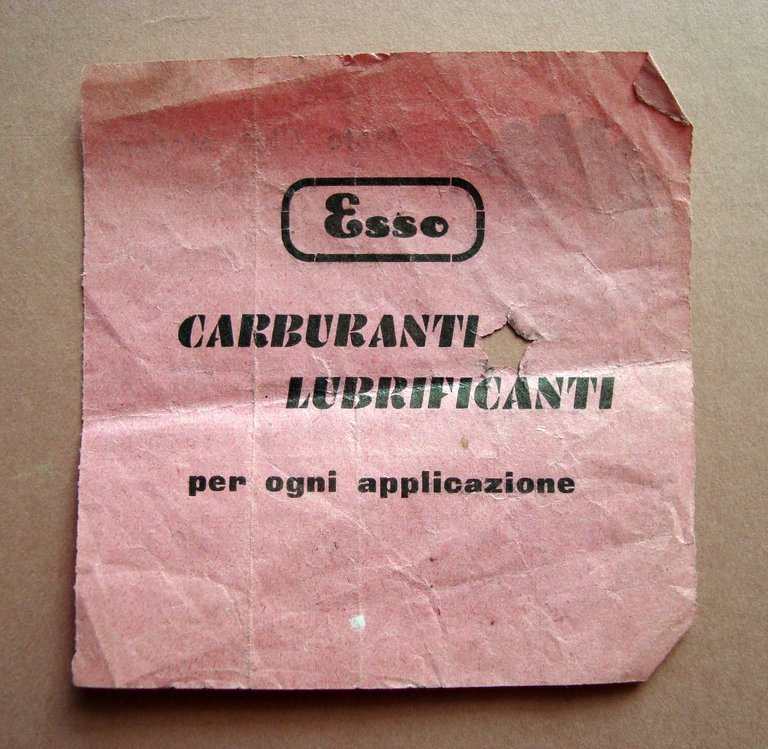 Esso
CARBURANTI
LUBRIFICANTI
per ogni applicazione